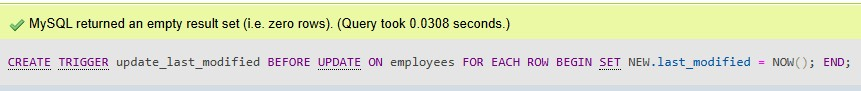 MySQL returned an empty result set (i.e. zero rows). (Query took 0.0308 seconds.)
CREATE TRIGGER update_last_modified BEFORE UPDATE ON employees FOR EACH ROW BEGIN SET NEW.last_modified = NOW(); END;